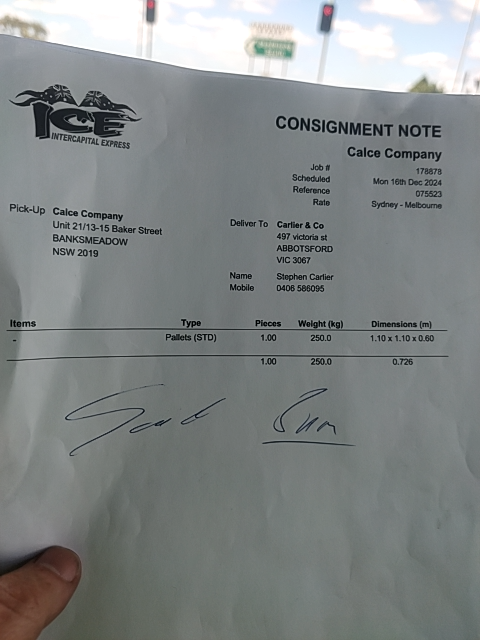 ICE
INTERCAPITAL EXPRESS
CONSIGNMENT NOTE
Calce Company
Job # 178878
Scheduled Mon 16th Dec 2024
Reference 075523
Rate Sydney - Melbourne
Pick-Up Calce Company
Unit 21/13-15 Baker Street
BANKSMEADOW
NSW 2019
Deliver To Carlier & Co
497 victoria st
ABBOTSFORD
VIC 3067
Name Stephen Carlier
Mobile 0406 586095
Items Type Pieces Weight (kg) Dimensions (m)
- Pallets (STD) 1.00 250.0 1.10 x 1.10 x 0.60
1.00 250.0 0.726